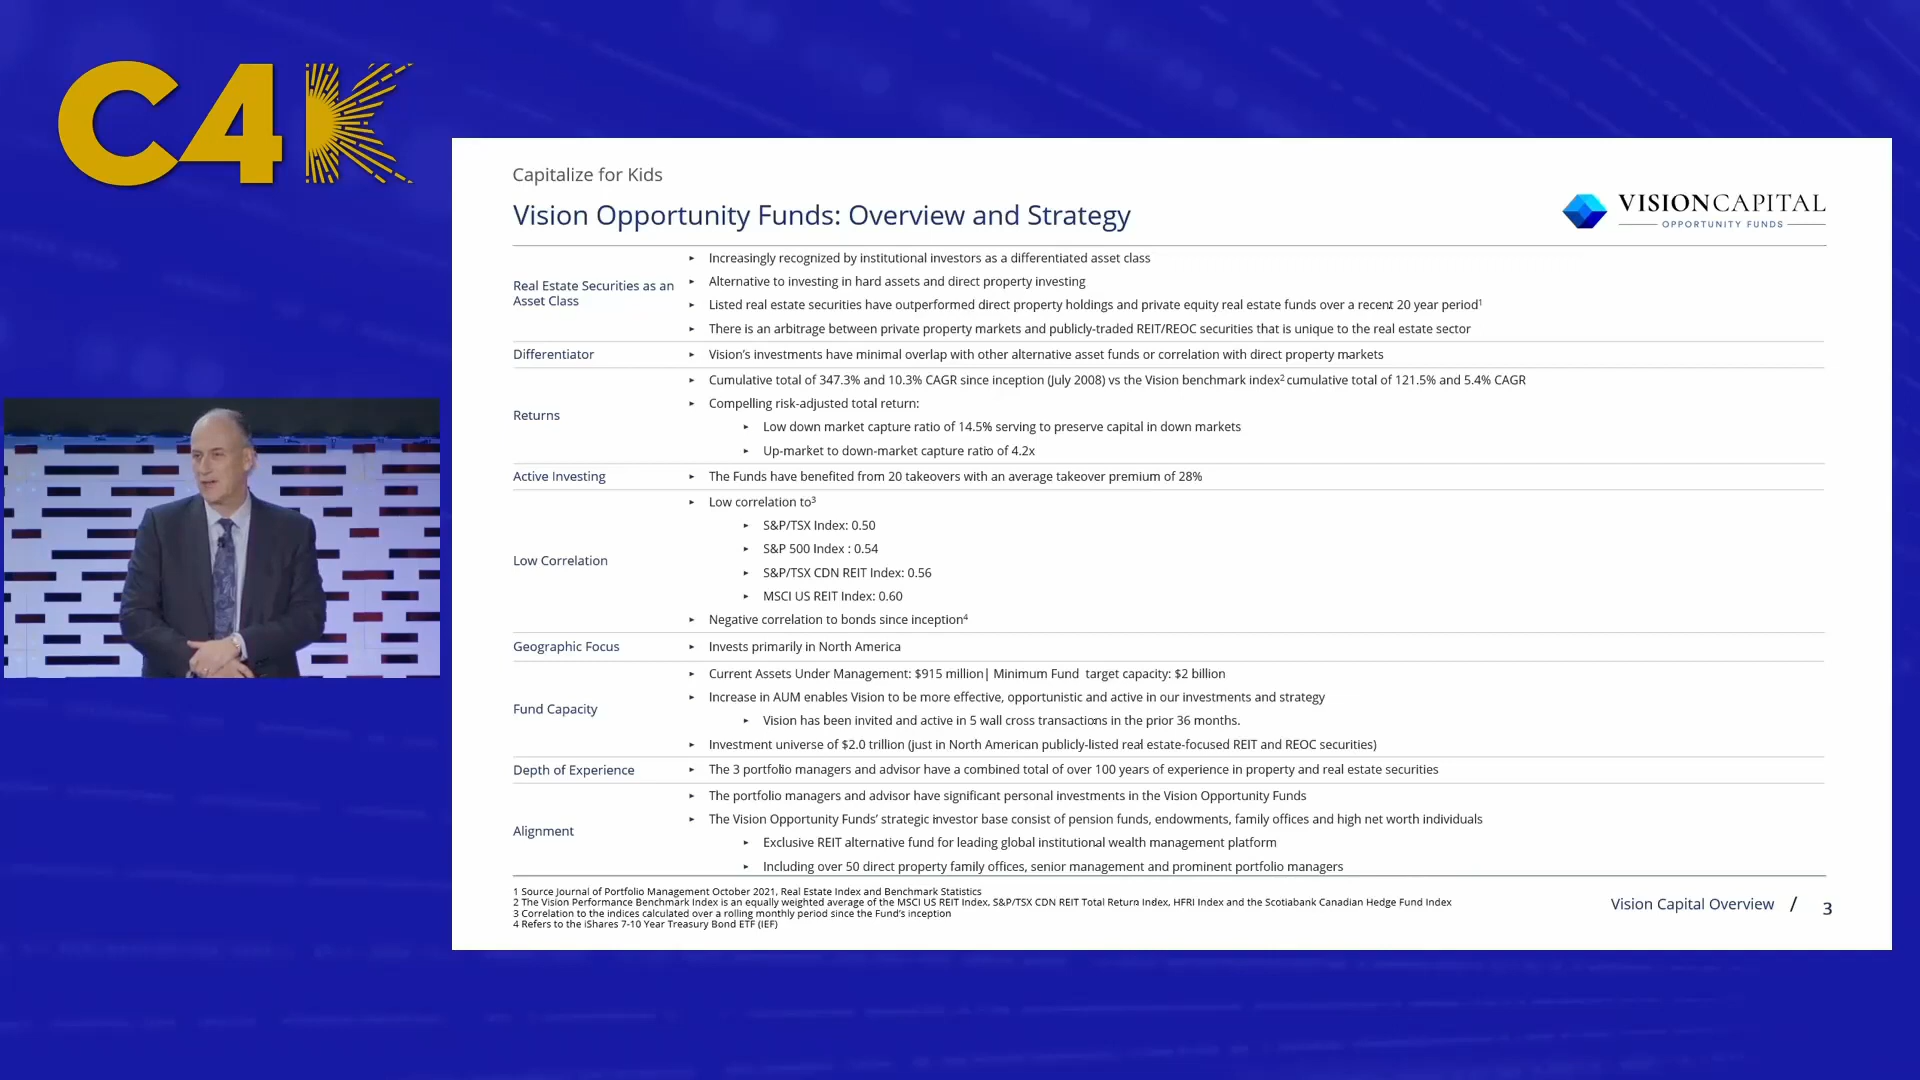 C4K
Capitalize for Kids
Vision Opportunity Funds: Overview and Strategy
VISIONCAPITAL
OPPORTUNITY FUNDS
Real Estate Securities as an
Asset Class
▸ Increasingly recognized by institutional investors as a differentiated asset class
▸ Alternative to investing in hard assets and direct property investing
▸ Listed real estate securities have outperformed direct property holdings and private equity real estate funds over a recent 20 year period¹
▸ There is an arbitrage between private property markets and publicly-traded REIT/REOC securities that is unique to the real estate sector
Differentiator
▸ Vision's investments have minimal overlap with other alternative asset funds or correlation with direct property markets
Returns
▸ Cumulative total of 347.3% and 10.3% CAGR since inception (July 2008) vs the Vision benchmark index² cumulative total of 121.5% and 5.4% CAGR
▸ Compelling risk-adjusted total return:
▸ Low down market capture ratio of 14.5% serving to preserve capital in down markets
▸ Up-market to down-market capture ratio of 4.2x
Active Investing
▸ The Funds have benefited from 20 takeovers with an average takeover premium of 28%
Low Correlation
▸ Low correlation to³
▸ S&P/TSX Index: 0.50
▸ S&P 500 Index : 0.54
▸ S&P/TSX CDN REIT Index: 0.56
▸ MSCI US REIT Index: 0.60
▸ Negative correlation to bonds since inception⁴
Geographic Focus
▸ Invests primarily in North America
Fund Capacity
▸ Current Assets Under Management: $915 million| Minimum Fund target capacity: $2 billion
▸ Increase in AUM enables Vision to be more effective, opportunistic and active in our investments and strategy
▸ Vision has been invited and active in 5 wall cross transactions in the prior 36 months.
▸ Investment universe of $2.0 trillion (just in North American publicly-listed real estate-focused REIT and REOC securities)
Depth of Experience
▸ The 3 portfolio managers and advisor have a combined total of over 100 years of experience in property and real estate securities
Alignment
▸ The portfolio managers and advisor have significant personal investments in the Vision Opportunity Funds
▸ The Vision Opportunity Funds' strategic investor base consist of pension funds, endowments, family offices and high net worth individuals
▸ Exclusive REIT alternative fund for leading global institutional wealth management platform
▸ Including over 50 direct property family offices, senior management and prominent portfolio managers
1 Source Journal of Portfolio Management October 2021, Real Estate Index and Benchmark Statistics
2 The Vision Performance Benchmark Index is an equally weighted average of the MSCI US REIT Index, S&P/TSX CDN REIT Total Return Index, HFRI Index and the Scotiabank Canadian Hedge Fund Index
3 Correlation to the indices calculated over a rolling monthly period since the Fund's inception
4 Refers to the iShares 7-10 Year Treasury Bond ETF (IEF)
Vision Capital Overview / 3